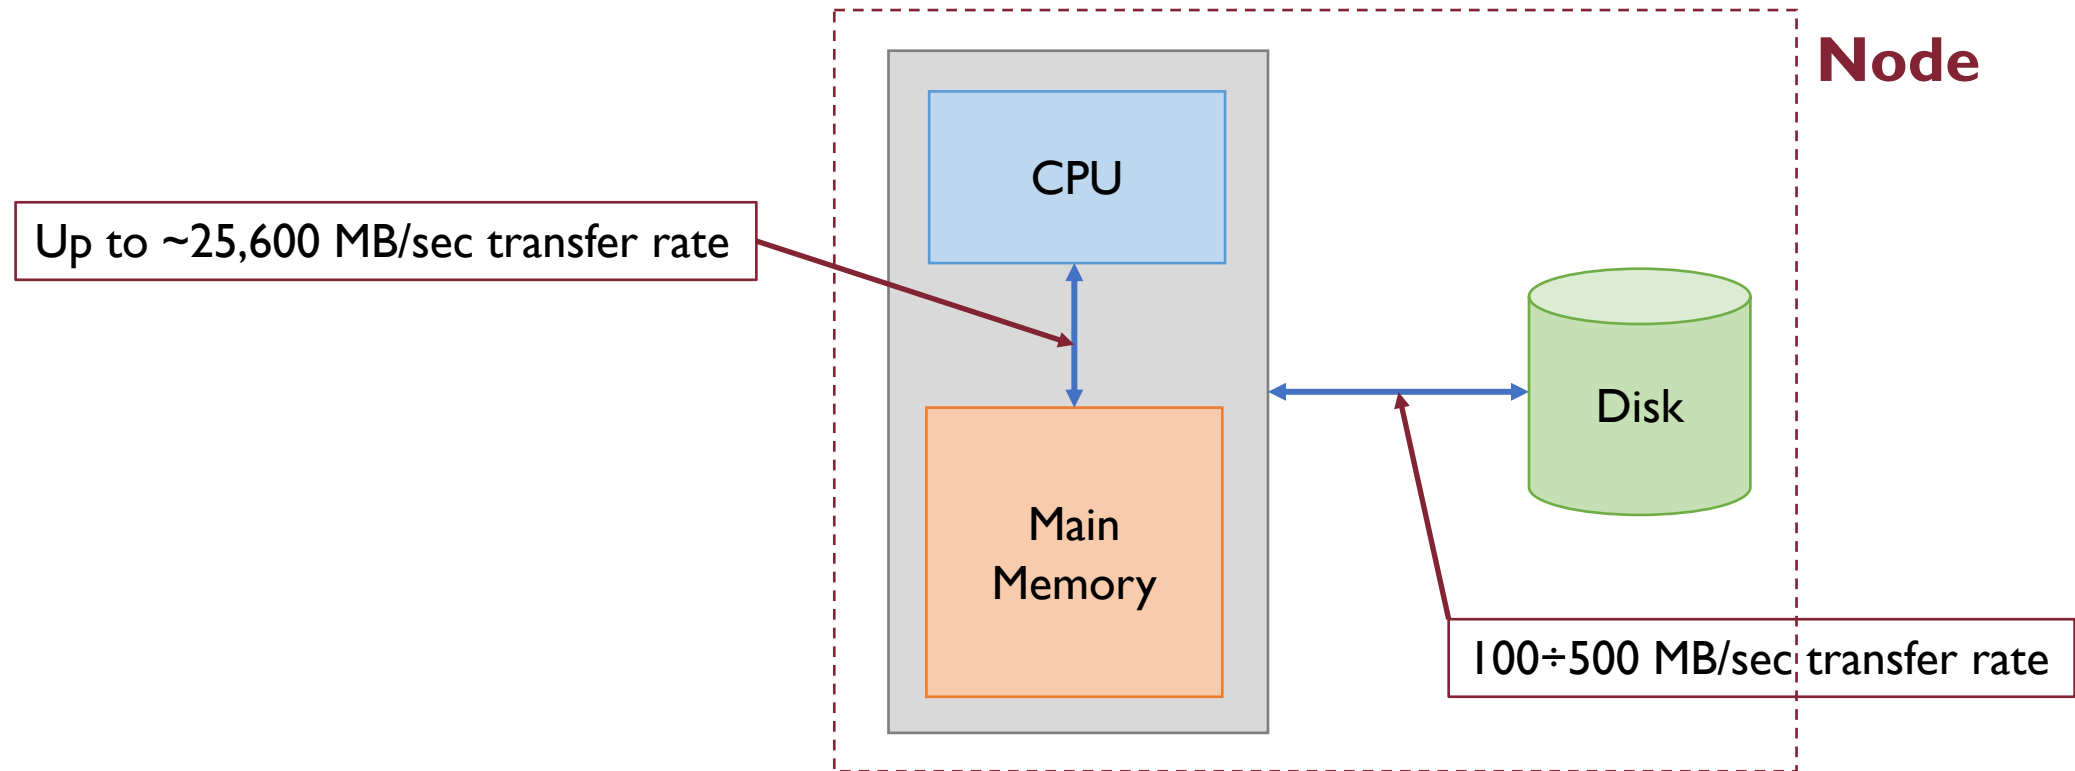 Node
CPU
Up to ~25,600 MB/sec transfer rate
Disk
Main
Memory
100÷500 MB/sec transfer rate